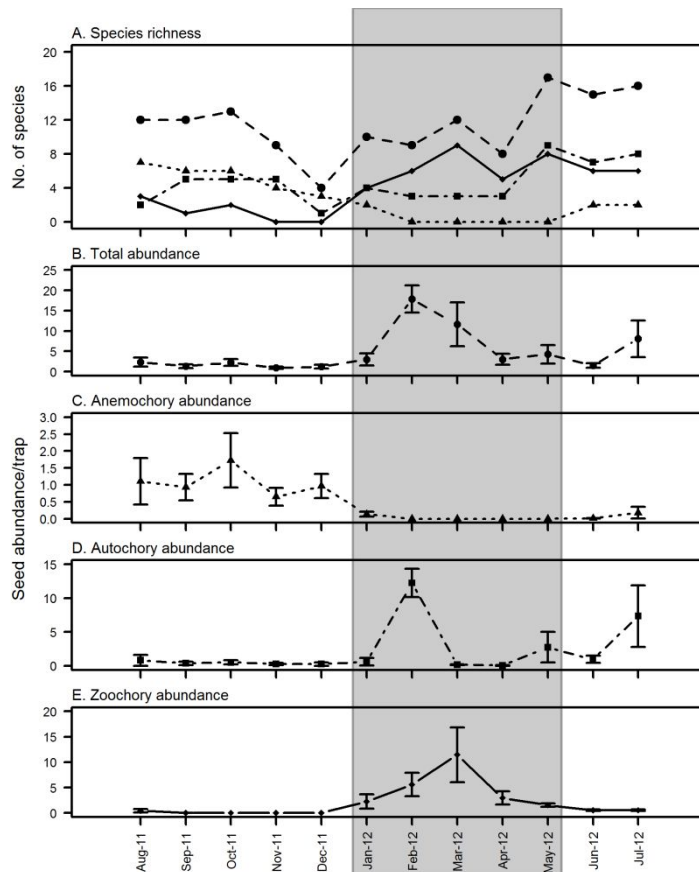 A. Species richness
20
16
12
8
4
0
No. of species
B. Total abundance
25
20
15
10
5
0
C. Anemochory abundance
3.0
2.5
2.0
1.5
1.0
0.5
0.0
Seed abundance/trap
D. Autochory abundance
15
10
5
0
E. Zoochory abundance
20
15
10
5
0
Aug-11
Sep-11
Oct-11
Nov-11
Dec-11
Jan-12
Feb-12
Mar-12
Apr-12
May-12
Jun-12
Jul-12